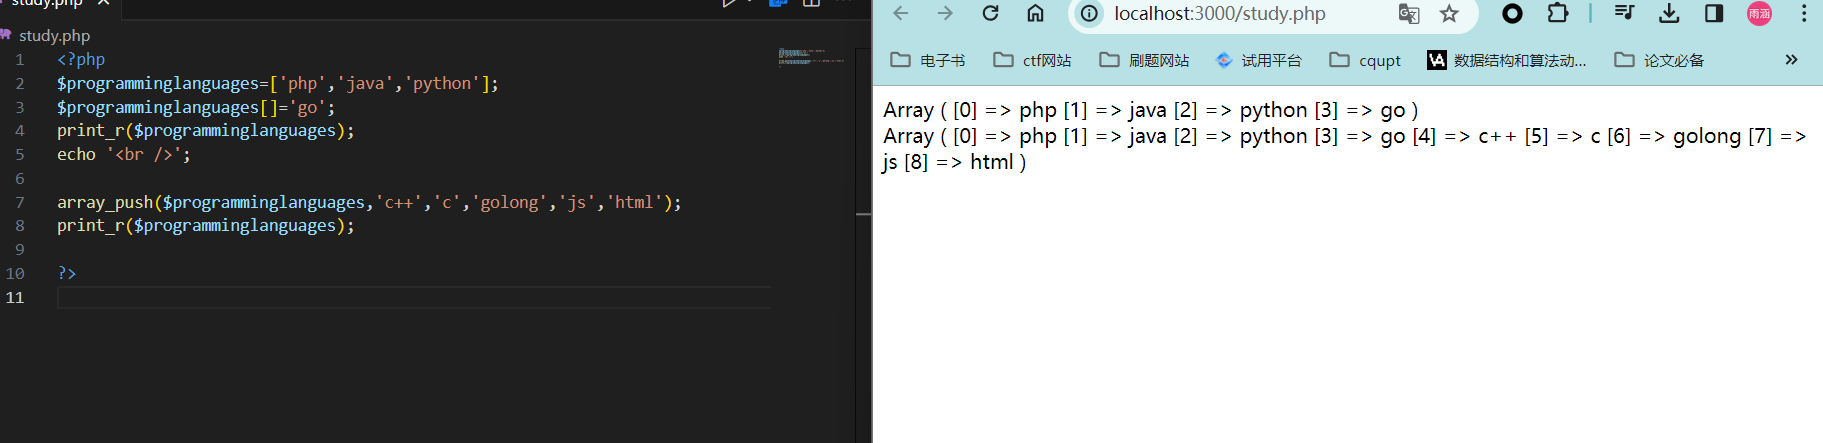 study.php
study.php
1 <?php
2 $programminglanguages=['php','java','python'];
3 $programminglanguages[]='go';
4 print_r($programminglanguages);
5 echo '<br />';
6
7 array_push($programminglanguages,'c++','c','golong','js','html');
8 print_r($programminglanguages);
9
10 ?>
11
localhost:3000/study.php
雨涵
电子书 ctf网站 刷题网站 试用平台 cqupt 数据结构和算法动... 论文必备
Array ( [0] => php [1] => java [2] => python [3] => go )
Array ( [0] => php [1] => java [2] => python [3] => go [4] => c++ [5] => c [6] => golong [7] =>
js [8] => html )